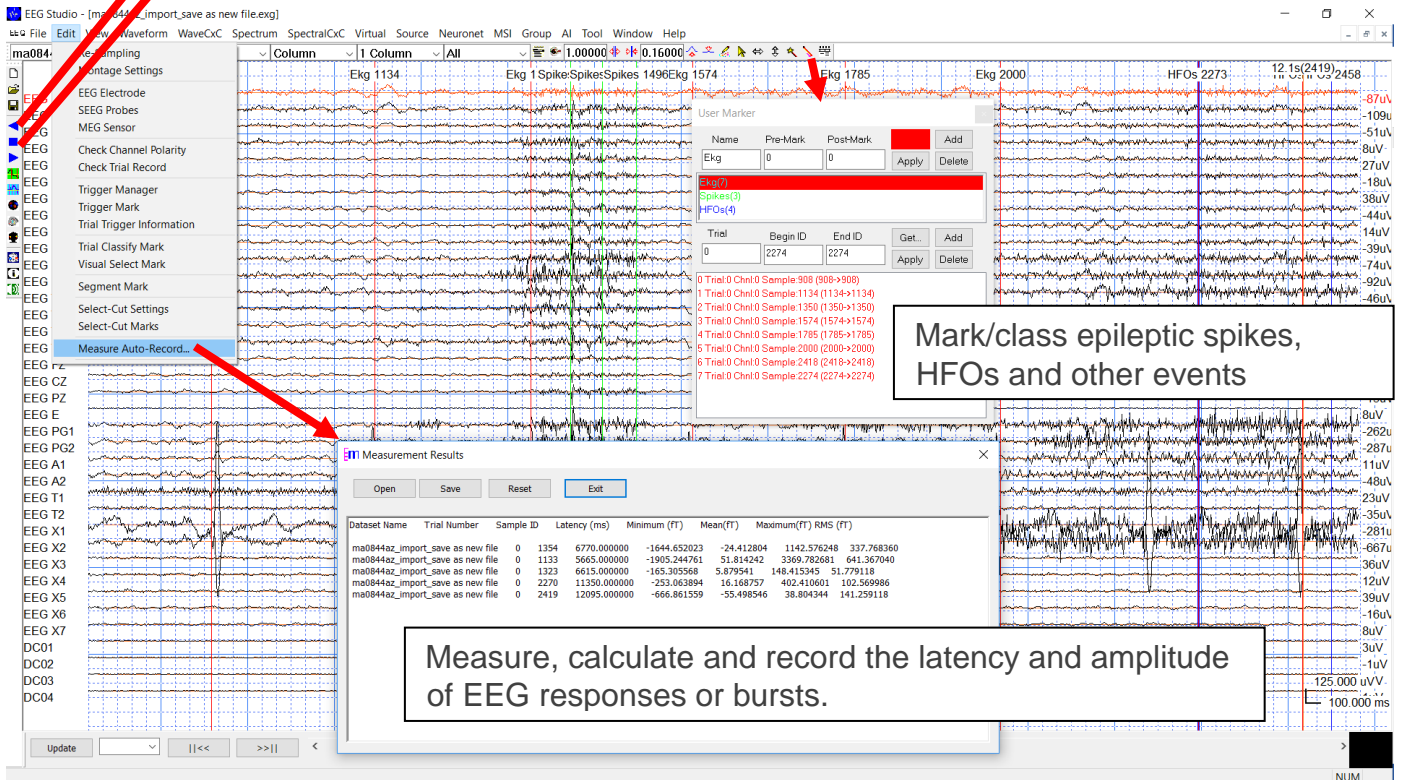 EEG Studio - [ma0844az_import_save as new file.exg]
File Edit View Waveform WaveCxC Spectrum SpectralCxC Virtual Source Neuronet MSI Group AI Tool Window Help
Column 1 Column All 1.00000 0.16000
Montage Settings
EEG Electrode
SEEG Probes
MEG Sensor
Check Channel Polarity
Check Trial Record
Trigger Manager
Trigger Mark
Trial Trigger Information
Trial Classify Mark
Visual Select Mark
Segment Mark
Select-Cut Settings
Select-Cut Marks
Measure Auto-Record...
Ekg 1134 Ekg 1 Spikes Spikes Spikes 1496 Ekg 1574 Ekg 1785 Ekg 2000 HFOs 2273 2458
12.1s(2419)
User Marker
Name Pre-Mark Post-Mark Add
Ekg 0 0 Apply Delete
Ekg(7)
Spikes(3)
HFOs(4)
Trial Begin ID End ID Get... Add
0 2274 2274 Apply Delete
0 Trial:0 Chnl:0 Sample:908 (908->908)
1 Trial:0 Chnl:0 Sample:1134 (1134->1134)
2 Trial:0 Chnl:0 Sample:1350 (1350->1350)
3 Trial:0 Chnl:0 Sample:1574 (1574->1574)
4 Trial:0 Chnl:0 Sample:1785 (1785->1785)
5 Trial:0 Chnl:0 Sample:2000 (2000->2000)
6 Trial:0 Chnl:0 Sample:2418 (2418->2418)
7 Trial:0 Chnl:0 Sample:2274 (2274->2274)
Mark/class epileptic spikes,
HFOs and other events
EEG CZ
EEG PZ
EEG E
EEG PG1
EEG PG2
EEG A1
EEG A2
EEG T1
EEG T2
EEG X1
EEG X2
EEG X3
EEG X4
EEG X5
EEG X6
EEG X7
DC01
DC02
DC03
DC04
-87uV
-109u
-51uV
8uV
27uV
-18uV
38uV
-44uV
14uV
-39uV
-74uV
-92uV
-46uV
8uV
-262u
-287u
11uV
-48uV
23uV
-35uV
-281u
-667u
36uV
12uV
39uV
-16uV
8uV
3uV
-1uV
125.000 uV
100.000 ms
Measurement Results
Open Save Reset Exit
Dataset Name Trial Number Sample ID Latency (ms) Minimum (fT) Mean(fT) Maximum(fT) RMS (fT)
ma0844az_import_save as new file 0 1354 6770.000000 -1644.652023 -24.412804 1142.576248 337.768360
ma0844az_import_save as new file 0 1133 5665.000000 -1905.244761 51.814242 3369.782681 641.367040
ma0844az_import_save as new file 0 1323 6615.000000 -165.305568 5.879541 148.415345 51.779118
ma0844az_import_save as new file 0 2270 11350.000000 -253.063894 16.168757 402.410601 102.569986
ma0844az_import_save as new file 0 2419 12095.000000 -666.861559 -55.498546 38.804344 141.259118
Measure, calculate and record the latency and amplitude
of EEG responses or bursts.
Update ||<< >>||
NUM